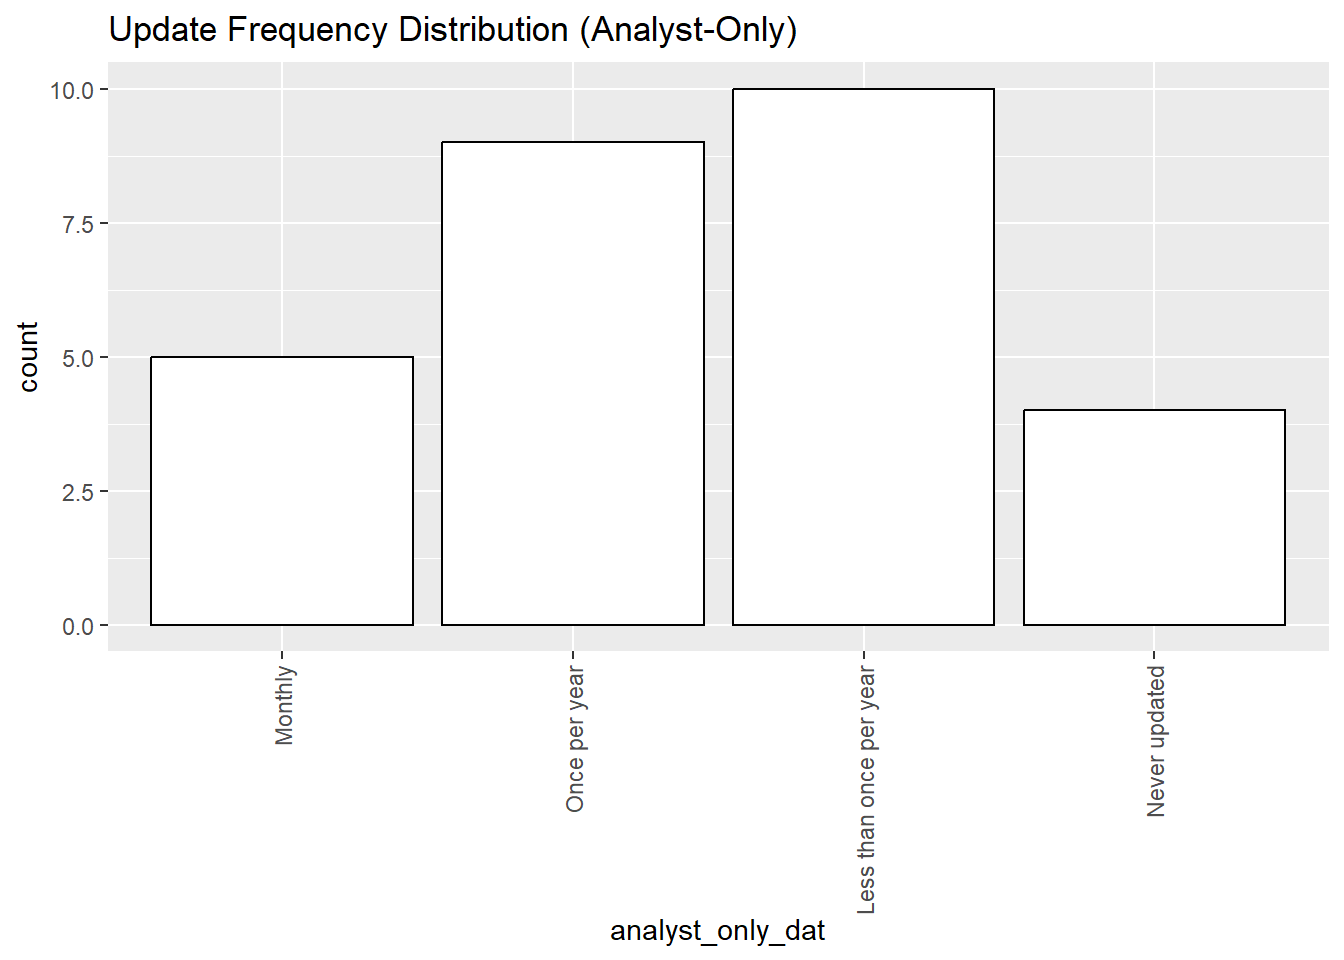 Update Frequency Distribution (Analyst-Only)
10.0
7.5
5.0
2.5
0.0
count
Monthly
Once per year
Less than once per year
Never updated
analyst_only_dat